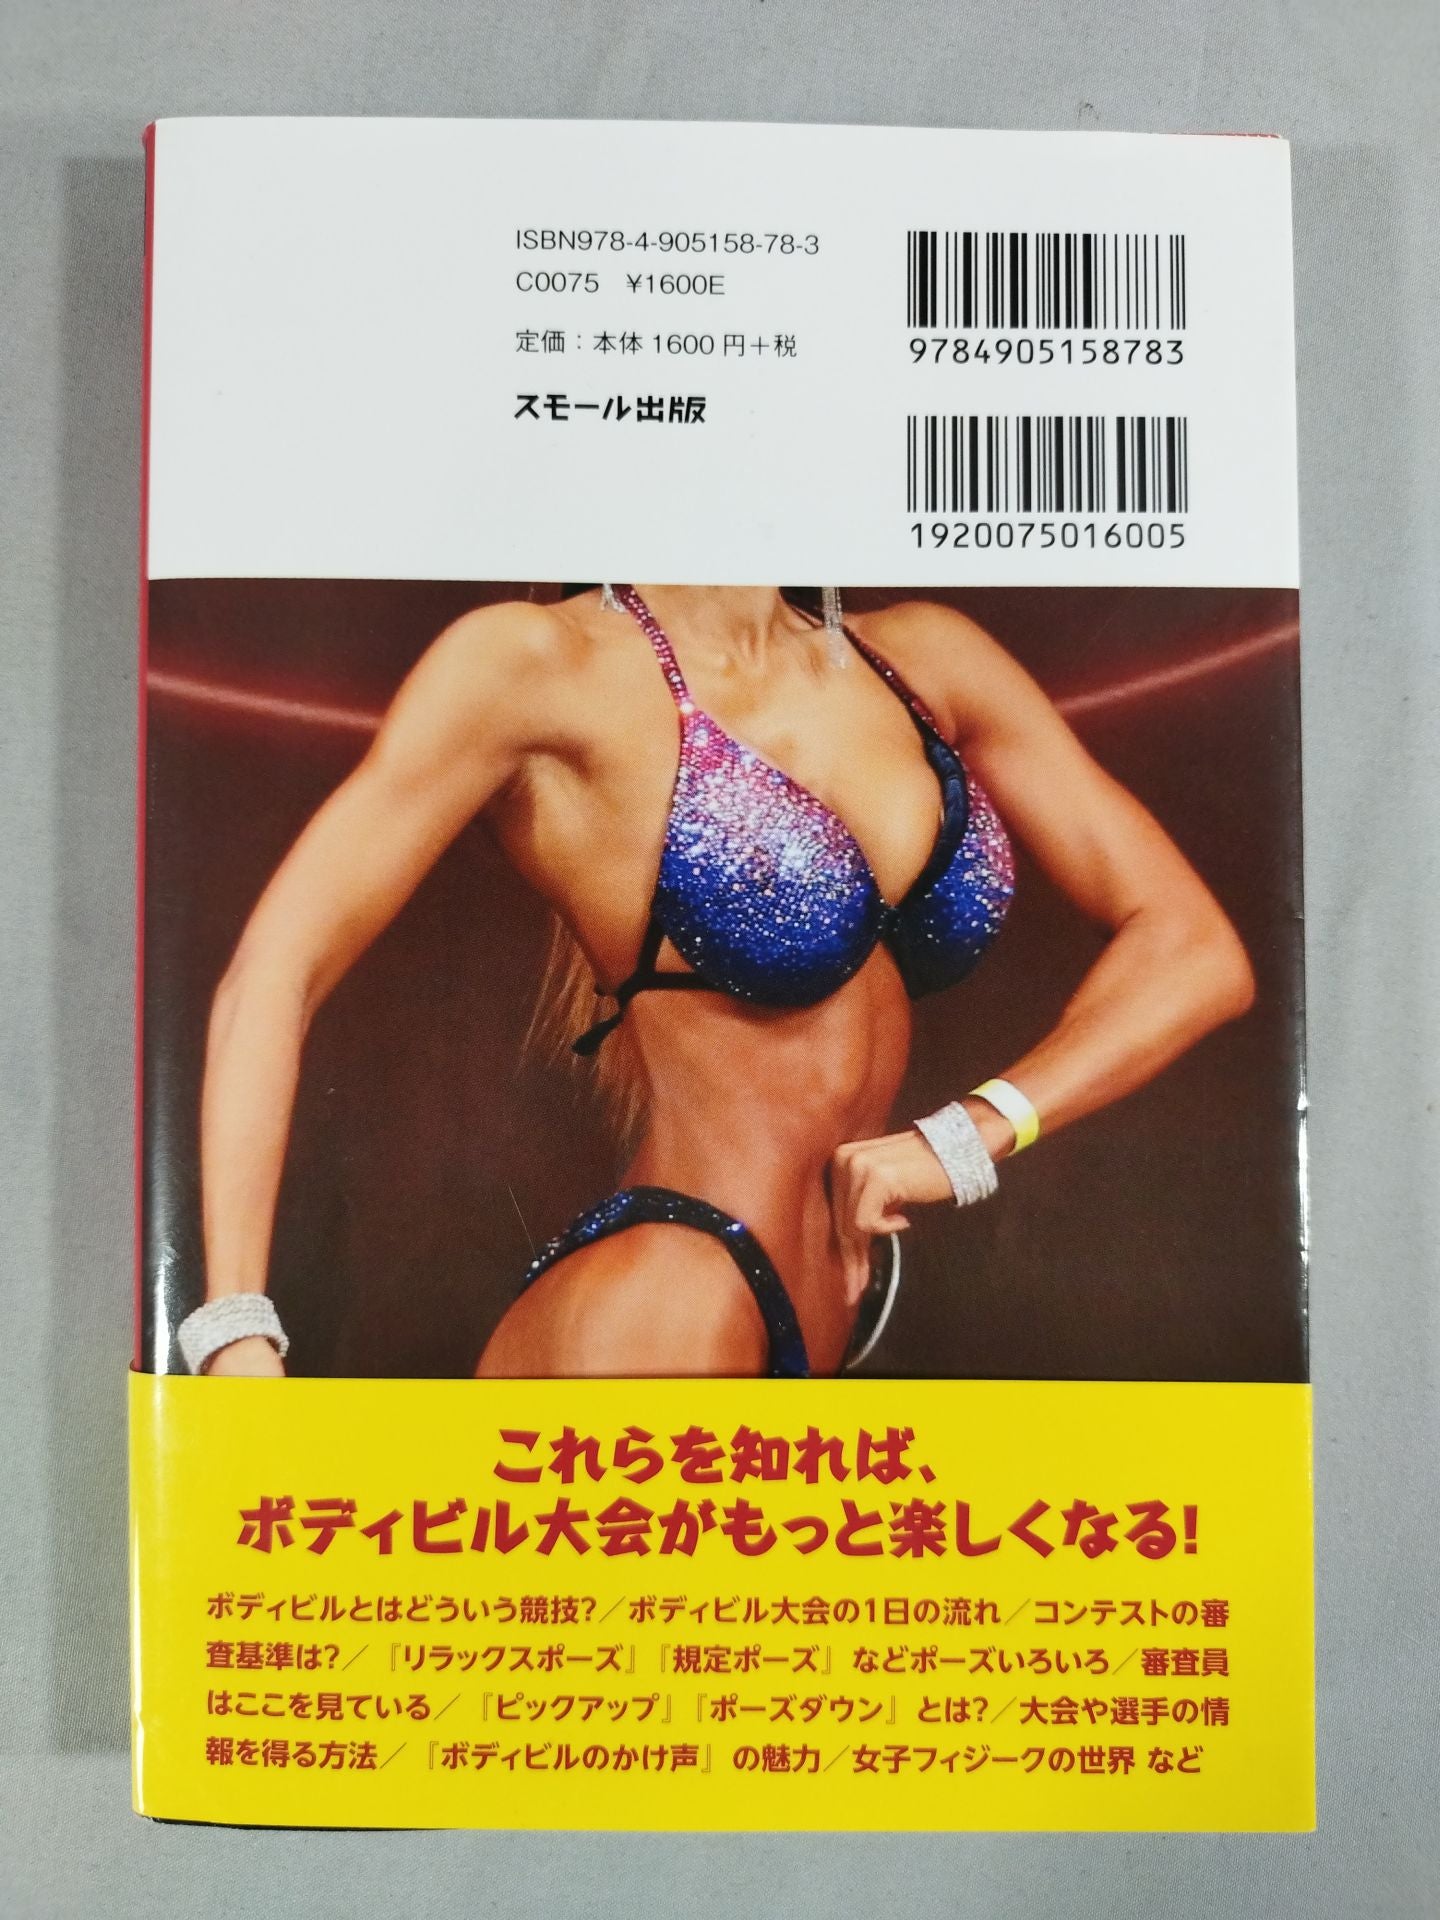 ISBN978-4-905158-78-3
C0075 ¥1600E
定価：本体1600円＋税
スモール出版
9784905158783
1920075016005
これらを知れば、
ボディビル大会がもっと楽しくなる!
ボディビルとはどういう競技?／ボディビル大会の1日の流れ／コンテストの審
査基準は?／『リラックスポーズ』『規定ポーズ』などポーズいろいろ／審査員
はここを見ている／『ピックアップ』『ポーズダウン』とは?／大会や選手の情
報を得る方法／『ボディビルのかけ声』の魅力／女子フィジークの世界 など